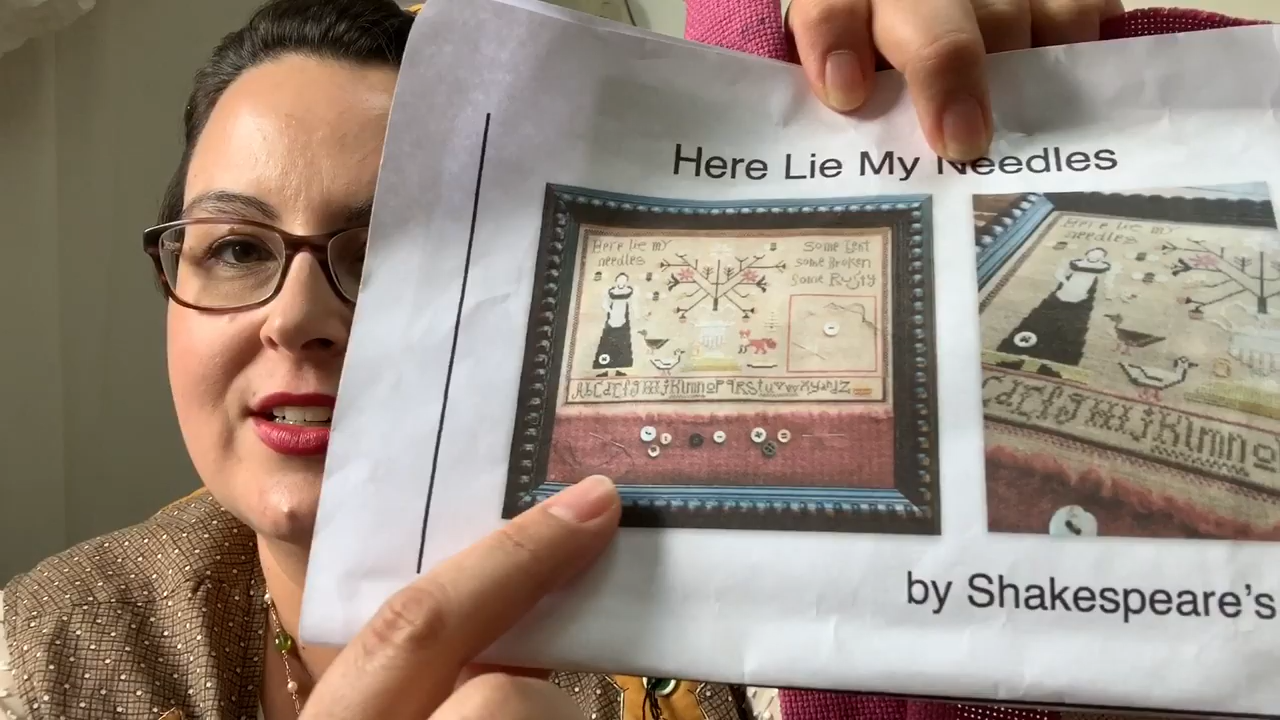 Here Lie My Needles
Here lie my
needles
Some Lost
Some Broken
Some Rusty
Here lie my
needles
by Shakespeare's